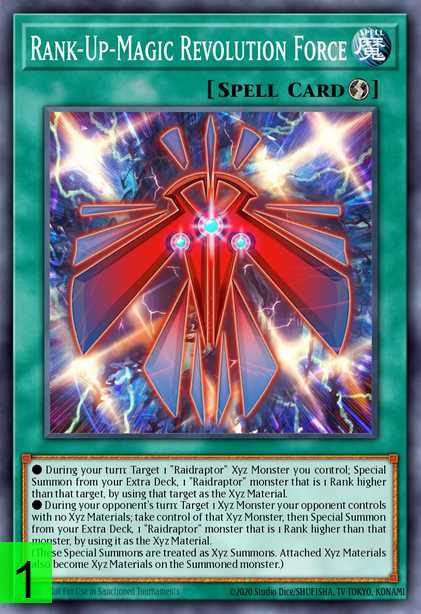 RANK-UP-MAGIC REVOLUTION FORCE
SPELL
魔
[SPELL CARD]
● During your turn: Target 1 "Raidraptor" Xyz Monster you control; Special
Summon from your Extra Deck, 1 "Raidraptor" monster that is 1 Rank higher
than that target, by using that target as the Xyz Material.
● During your opponent's turn: Target 1 Xyz Monster your opponent controls
with no Xyz Materials; take control of that Xyz Monster, then Special Summon
from your Extra Deck, 1 "Raidraptor" monster that is 1 Rank higher than that
monster, by using it as the Xyz Material.
(These Special Summons are treated as Xyz Summons. Attached Xyz Materials
also become Xyz Materials on the Summoned monster.)
1
For Use in Sanctioned Tournaments
©2020 Studio Dice/SHUEISHA, TV TOKYO, KONAMI